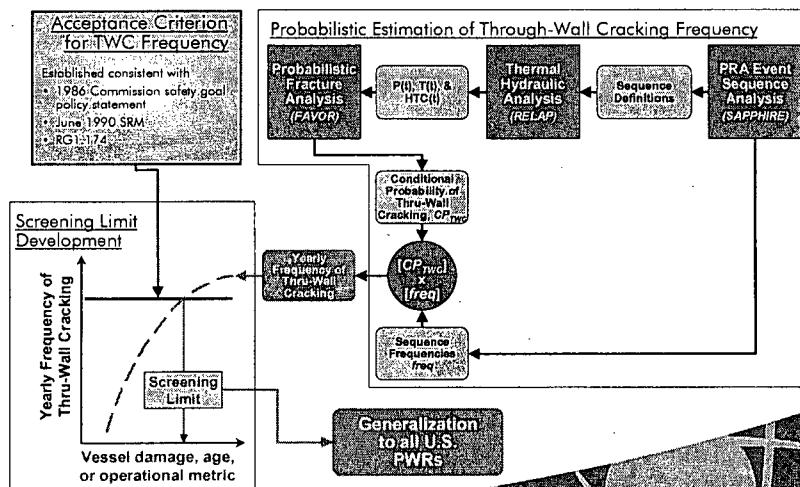 Acceptance Criterion
for TWC Frequency
Established consistent with
• 1986 Commission safety goal
policy statement
• June 1990 SRM
• RG1.174
Probabilistic Estimation of Through-Wall Cracking Frequency
Probabilistic
Fracture
Analysis
(FAVOR)
P(t), T(t), &
HTC(t)
Thermal
Hydraulic
Analysis
(RELAP)
Sequence
Definitions
PRA Event
Sequence
Analysis
(SAPPHIRE)
Conditional
Probability of
Thru-Wall
Cracking, CPTWC
[CPTWC]
×
[freq]
Sequence
Frequencies
freq
Yearly
Frequency of
Thru-Wall
Cracking
Screening Limit
Development
Yearly Frequency of
Thru-Wall Cracking
Screening
Limit
Vessel damage, age,
or operational metric
Generalization
to all U.S.
PWRs